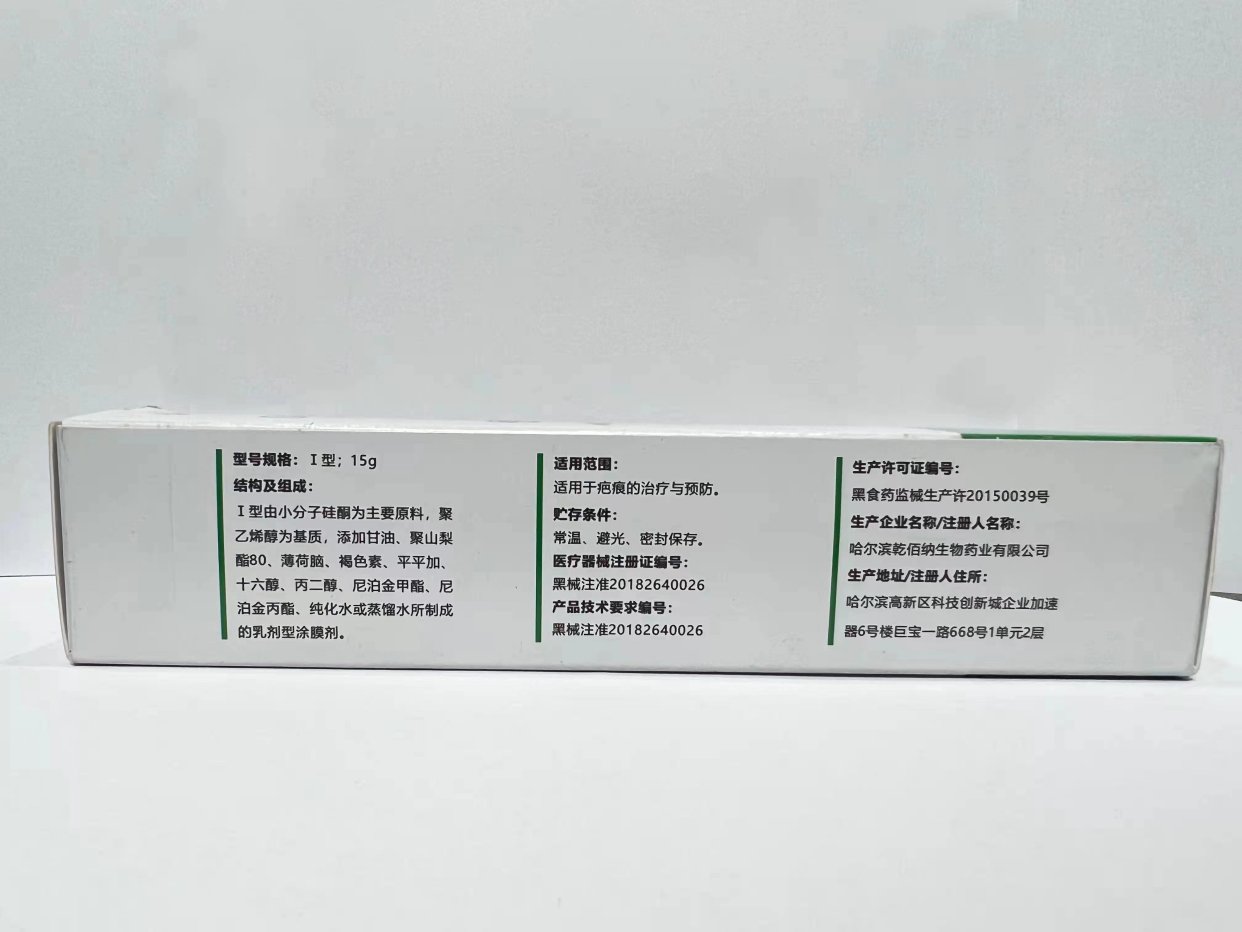 型号规格：Ⅰ型；15g
结构及组成：
Ⅰ型由小分子硅酮为主要原料，聚
乙烯醇为基质，添加甘油、聚山梨
酯80、薄荷脑、褐色素、平平加、
十六醇、丙二醇、尼泊金甲酯、尼
泊金丙酯、纯化水或蒸馏水所制成
的乳剂型涂膜剂。
适用范围：
适用于疤痕的治疗与预防。
贮存条件：
常温、避光、密封保存。
医疗器械注册证编号：
黑械注准20182640026
产品技术要求编号：
黑械注准20182640026
生产许可证编号：
黑食药监械生产许20150039号
生产企业名称/注册人名称：
哈尔滨乾佰纳生物药业有限公司
生产地址/注册人住所：
哈尔滨高新区科技创新城企业加速
器6号楼巨宝一路668号1单元2层